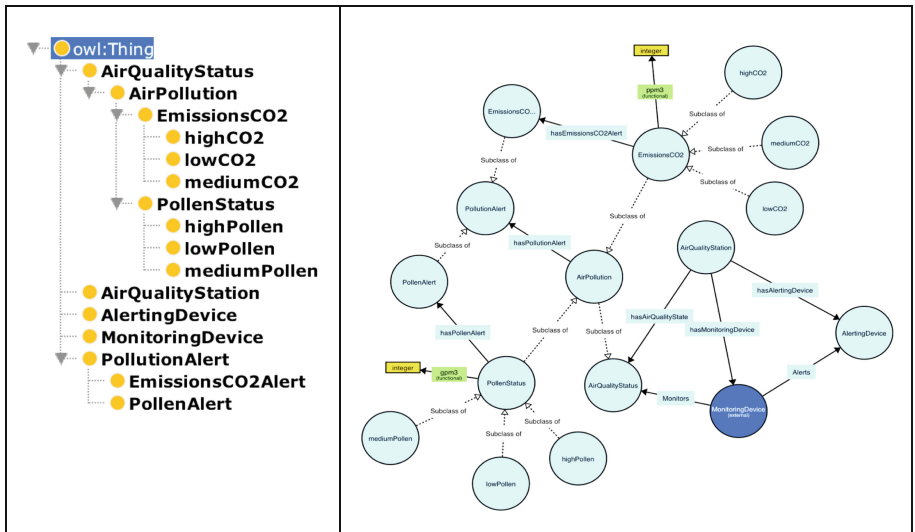 owl:Thing
AirQualityStatus
AirPollution
EmissionsCO2
highCO2
lowCO2
mediumCO2
PollenStatus
highPollen
lowPollen
mediumPollen
AirQualityStation
AlertingDevice
MonitoringDevice
PollutionAlert
EmissionsCO2Alert
PollenAlert
integer
highCO2
ppm3
(functional)
EmissionsCO...
Subclass of
hasEmissionsCO2Alert
mediumCO2
Subclass of
EmissionsCO2
Subclass of
Subclass of
lowCO2
PollutionAlert
Subclass of
hasPollutionAlert
AirQualityStation
Subclass of
AirPollution
PollenAlert
hasAlertingDevice
hasAirQualityState
hasMonitoringDevice
AlertingDevice
hasPollenAlert
Subclass of
Subclass of
integer
gpm3
(functional)
PollenStatus
AirQualityStatus
Alerts
Monitors
MonitoringDevice
(external)
Subclass of
Subclass of
Subclass of
mediumPollen
highPollen
lowPollen